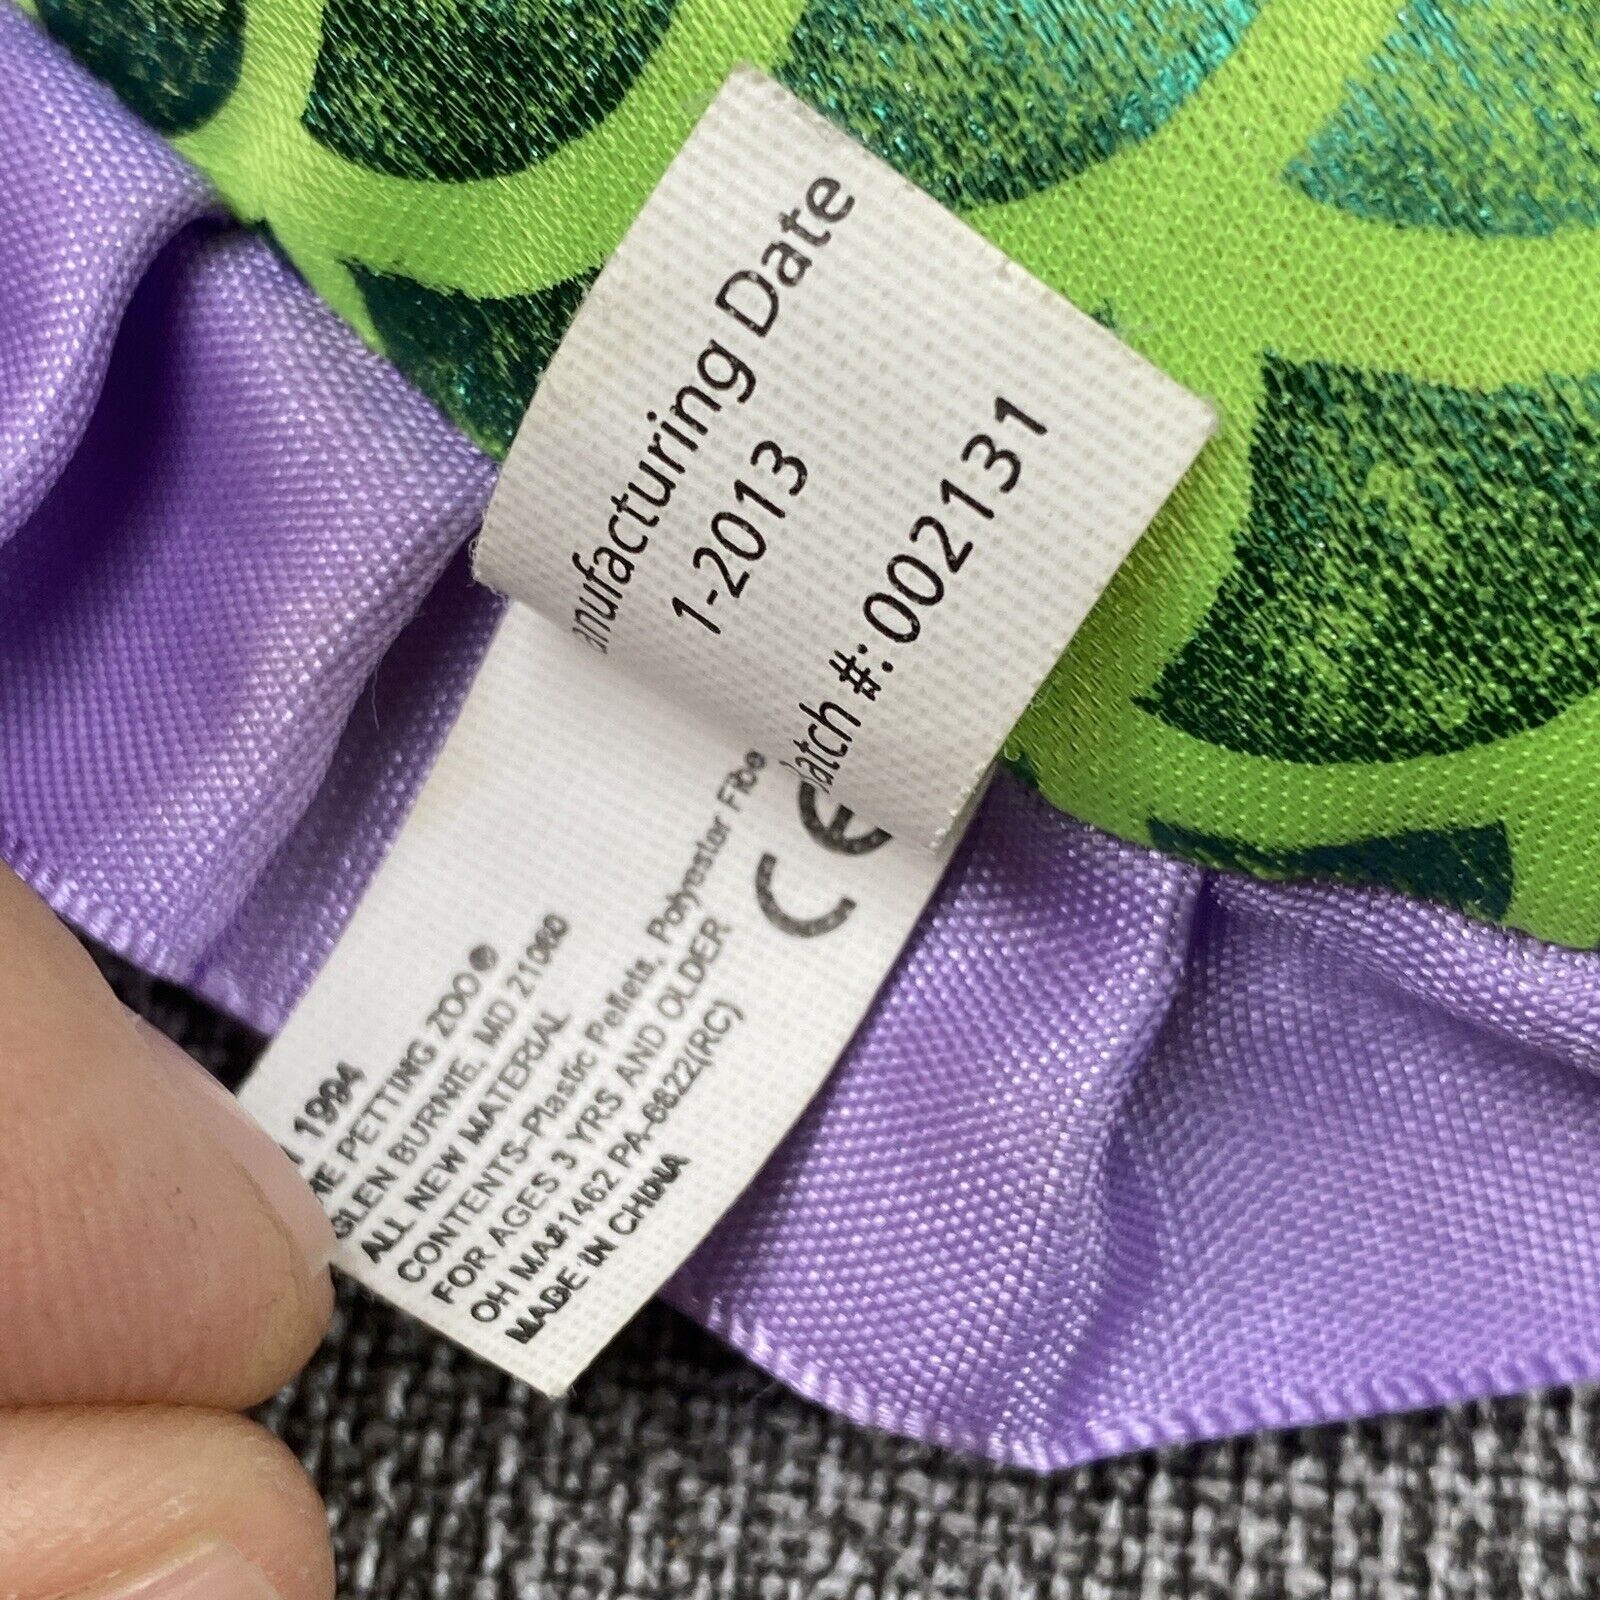 anufacturing Date
1-2013
atch #:002131
CE
1994
PETTING ZOO®
GLEN BURNIE, MD 21060
ALL NEW MATERIAL
CONTENTS-Plastic Pellets, Polyester Fibe
FOR AGES 3 YRS AND OLDER
OH MA#1462 PA-6822(RC)
MADE IN CHINA